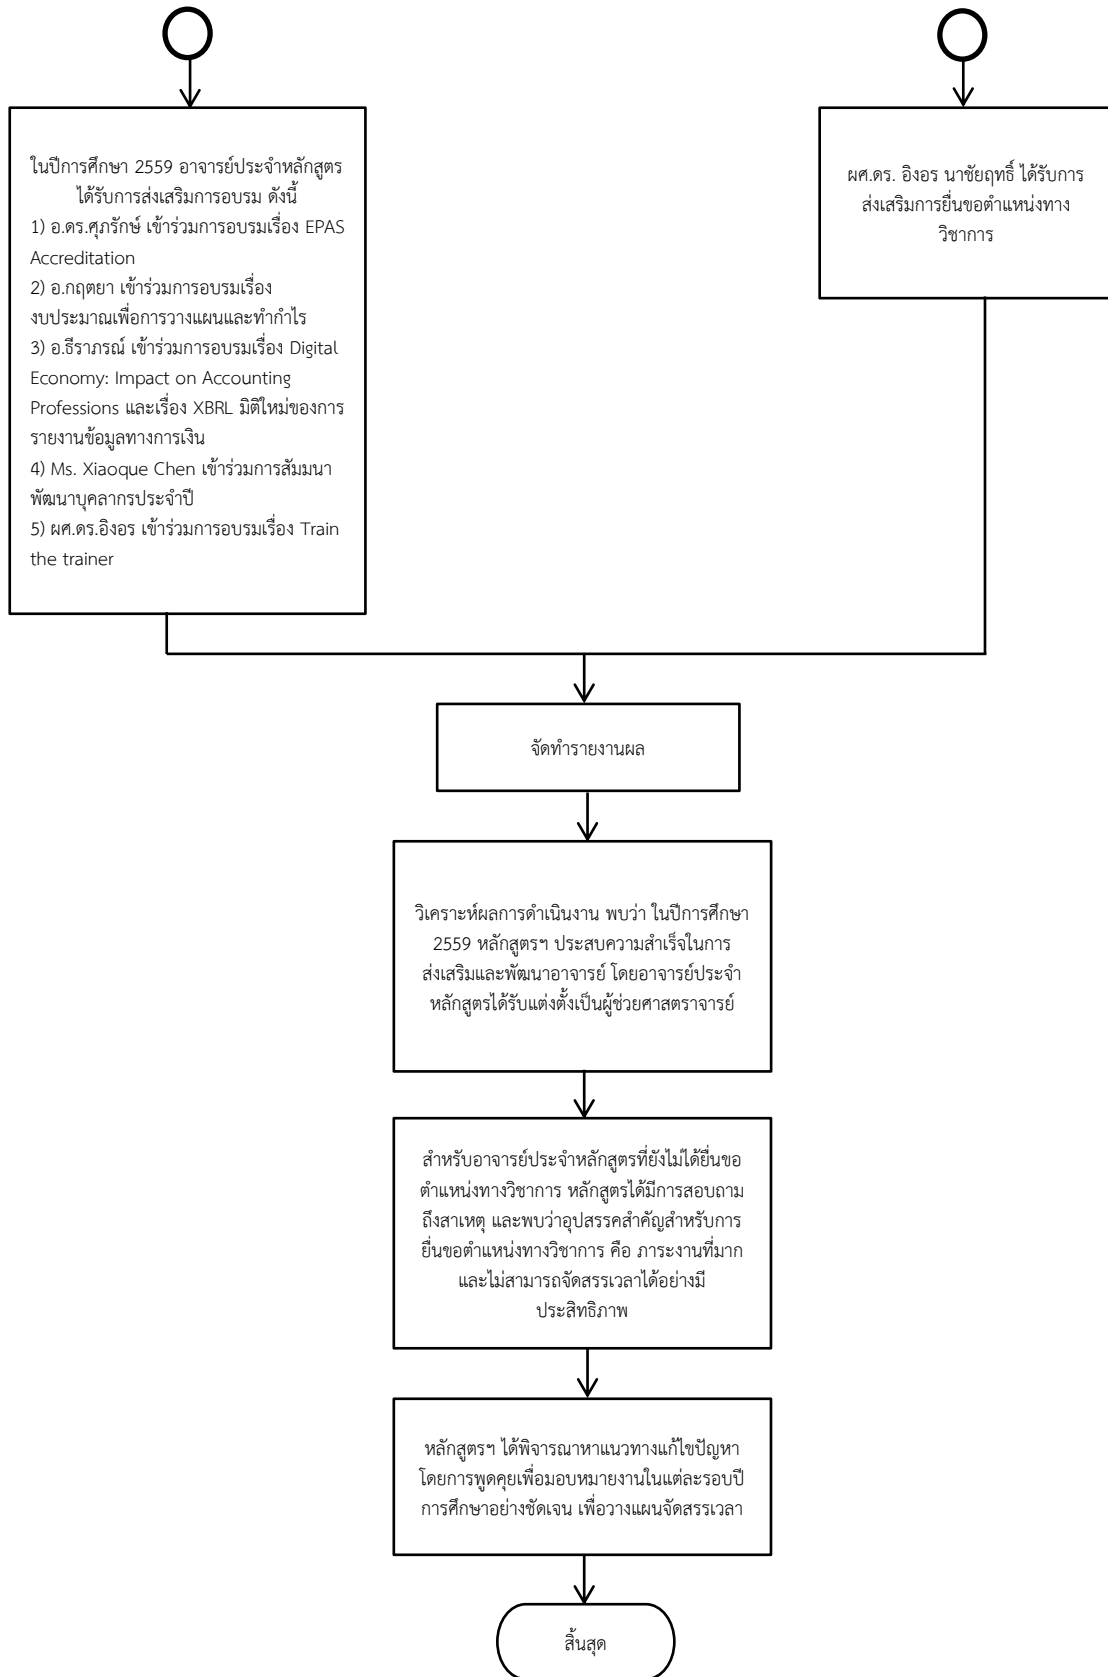 ในปีการศึกษา 2559 อาจารย์ประจำหลักสูตร
ได้รับการส่งเสริมการอบรม ดังนี้
1) อ.ดร.ศุภรักษ์ เข้าร่วมการอบรมเรื่อง EPAS
Accreditation
2) อ.กฤตยา เข้าร่วมการอบรมเรื่อง
งบประมาณเพื่อการวางแผนและทำกำไร
3) อ.ธีราภรณ์ เข้าร่วมการอบรมเรื่อง Digital
Economy: Impact on Accounting
Professions และเรื่อง XBRL มิติใหม่ของการ
รายงานข้อมูลทางการเงิน
4) Ms. Xiaoque Chen เข้าร่วมการสัมมนา
พัฒนาบุคลากรประจำปี
5) ผศ.ดร.อิงอร เข้าร่วมการอบรมเรื่อง Train
the trainer
ผศ.ดร. อิงอร นาชัยฤทธิ์ ได้รับการ
ส่งเสริมการยื่นขอตำแหน่งทาง
วิชาการ
จัดทำรายงานผล
วิเคราะห์ผลการดำเนินงาน พบว่า ในปีการศึกษา
2559 หลักสูตรฯ ประสบความสำเร็จในการ
ส่งเสริมและพัฒนาอาจารย์ โดยอาจารย์ประจำ
หลักสูตรได้รับแต่งตั้งเป็นผู้ช่วยศาสตราจารย์
สำหรับอาจารย์ประจำหลักสูตรที่ยังไม่ได้ยื่นขอ
ตำแหน่งทางวิชาการ หลักสูตรได้มีการสอบถาม
ถึงสาเหตุ และพบว่าอุปสรรคสำคัญสำหรับการ
ยื่นขอตำแหน่งทางวิชาการ คือ ภาระงานที่มาก
และไม่สามารถจัดสรรเวลาได้อย่างมี
ประสิทธิภาพ
หลักสูตรฯ ได้พิจารณาหาแนวทางแก้ไขปัญหา
โดยการพูดคุยเพื่อมอบหมายงานในแต่ละรอบปี
การศึกษาอย่างชัดเจน เพื่อวางแผนจัดสรรเวลา
สิ้นสุด